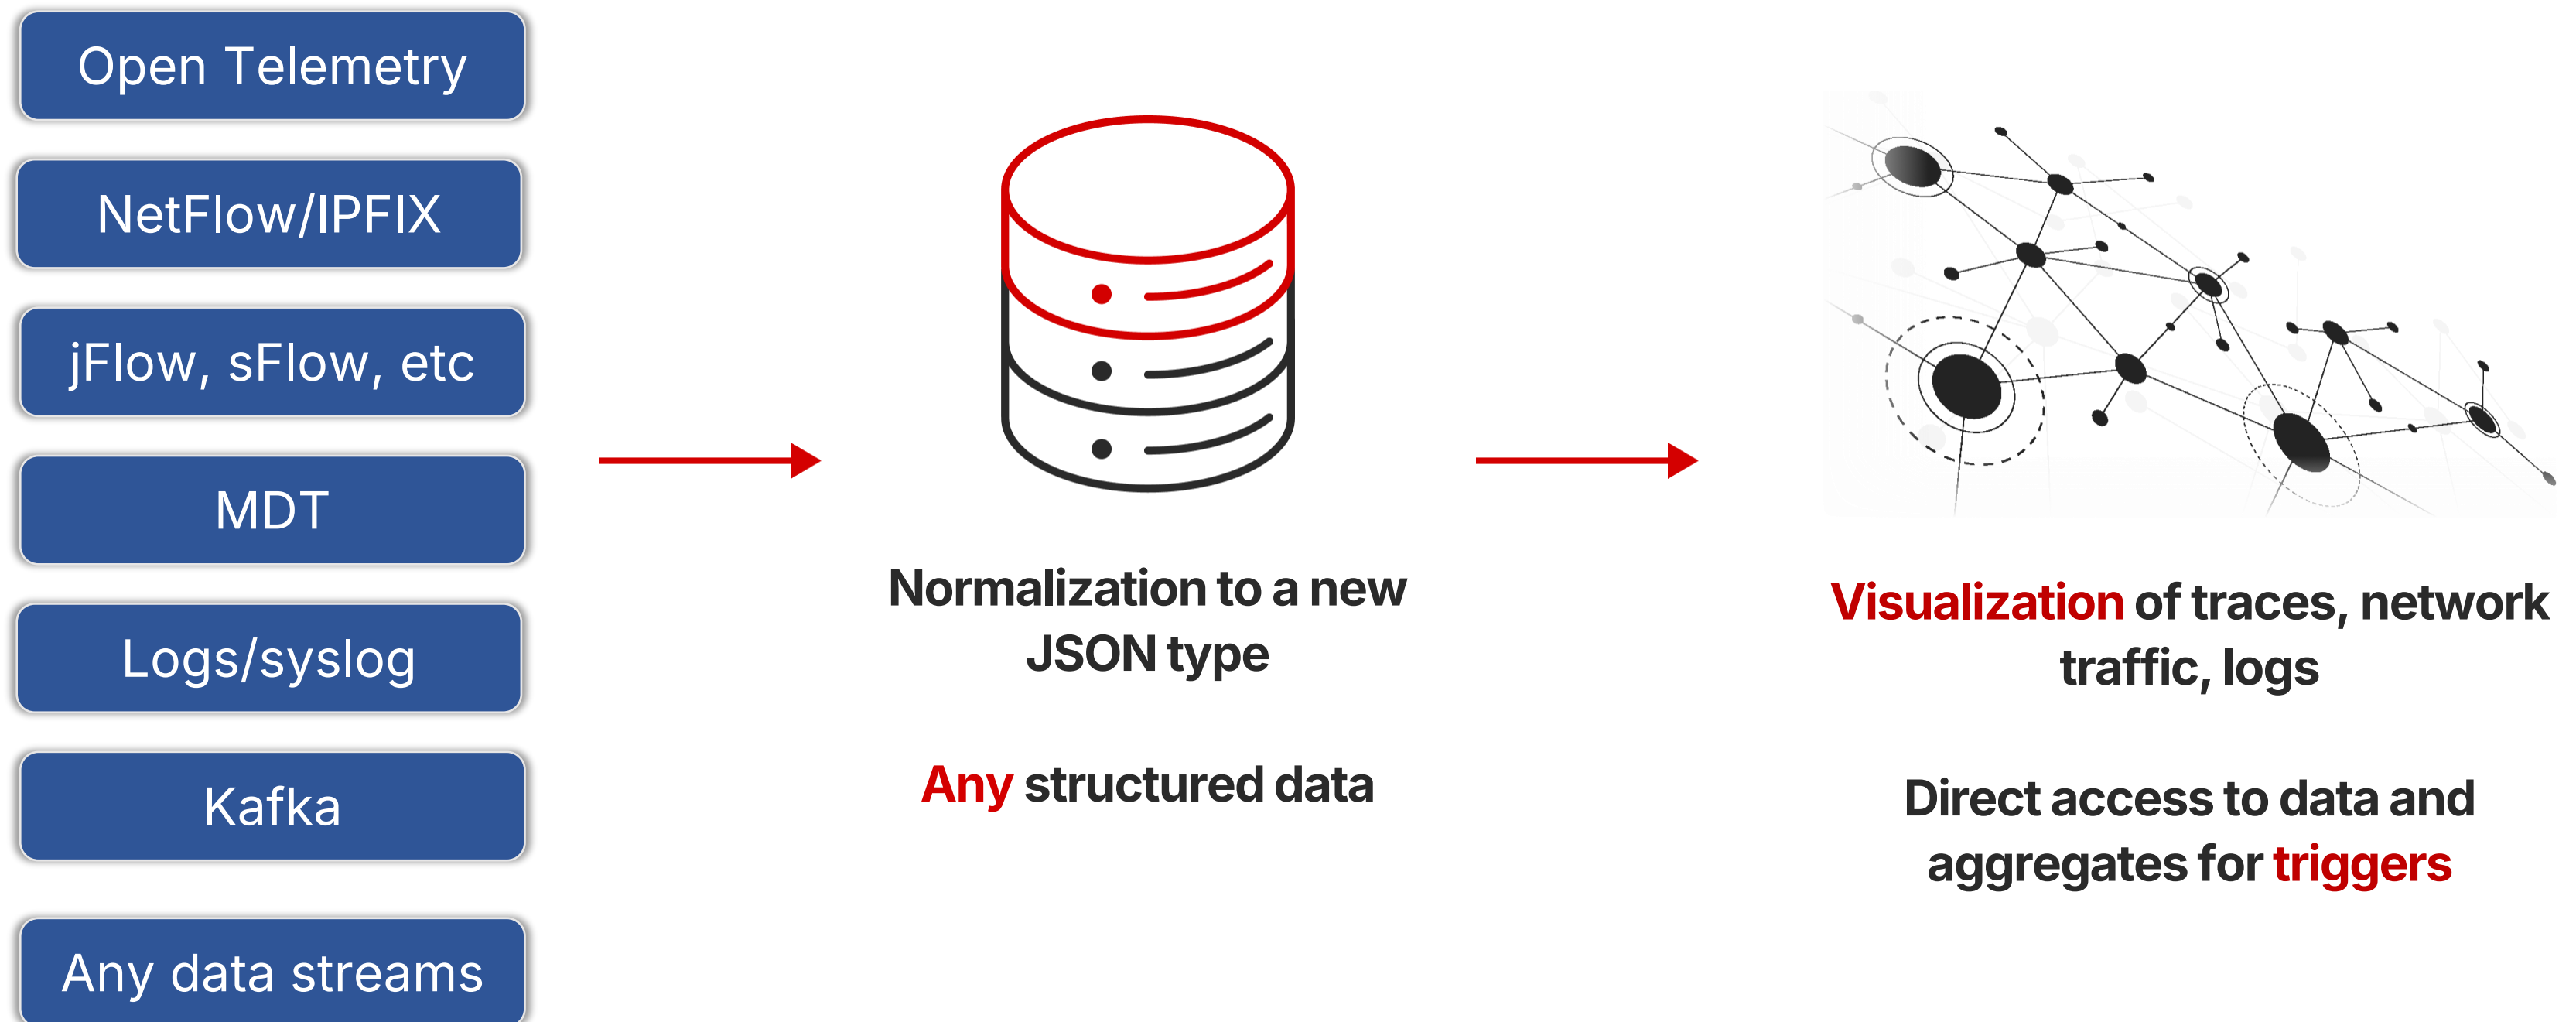 Open Telemetry
NetFlow/IPFIX
jFlow, sFlow, etc
MDT
Logs/syslog
Kafka
Any data streams
Normalization to a new
JSON type
Any structured data
Visualization of traces, network
traffic, logs
Direct access to data and
aggregates for triggers